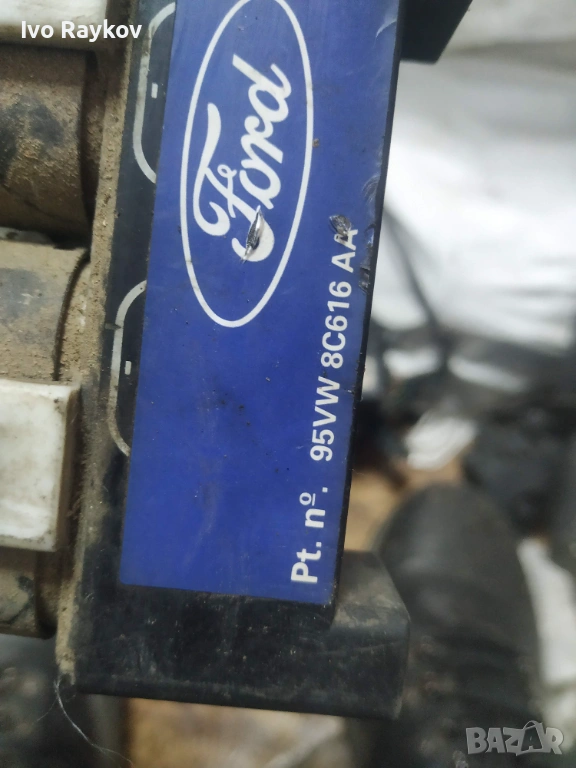 Ivo Raykov
Ford
Pt. nº. 95VW 8C616 AA
BAZAR